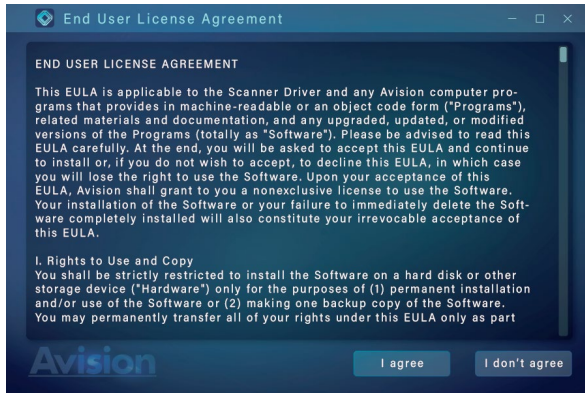 End User License Agreement
END USER LICENSE AGREEMENT
This EULA is applicable to the Scanner Driver and any Avision computer pro-
grams that provides in machine-readable or an object code form ("Programs"),
related materials and documentation, and any upgraded, updated, or modified
versions of the Programs (totally as "Software"). Please be advised to read this
EULA carefully. At the end, you will be asked to accept this EULA and continue
to install or, if you do not wish to accept, to decline this EULA, in which case
you will lose the right to use the Software. Upon your acceptance of this
EULA, Avision shall grant to you a nonexclusive license to use the Software.
Your installation of the Software or your failure to immediately delete the Soft-
ware completely installed will also constitute your irrevocable acceptance of
this EULA.
I. Rights to Use and Copy
You shall be strictly restricted to install the Software on a hard disk or other
storage device ("Hardware") only for the purposes of (1) permanent installation
and/or use of the Software or (2) making one backup copy of the Software.
You may permanently transfer all of your rights under this EULA only as part
Avision
I agree
I don't agree